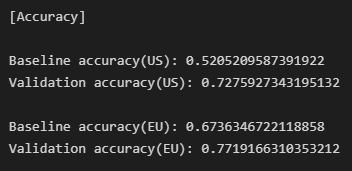 [Accuracy]
Baseline accuracy(US): 0.5205209587391922
Validation accuracy(US): 0.7275927343195132
Baseline accuracy(EU): 0.6736346722118858
Validation accuracy(EU): 0.7719166310353212